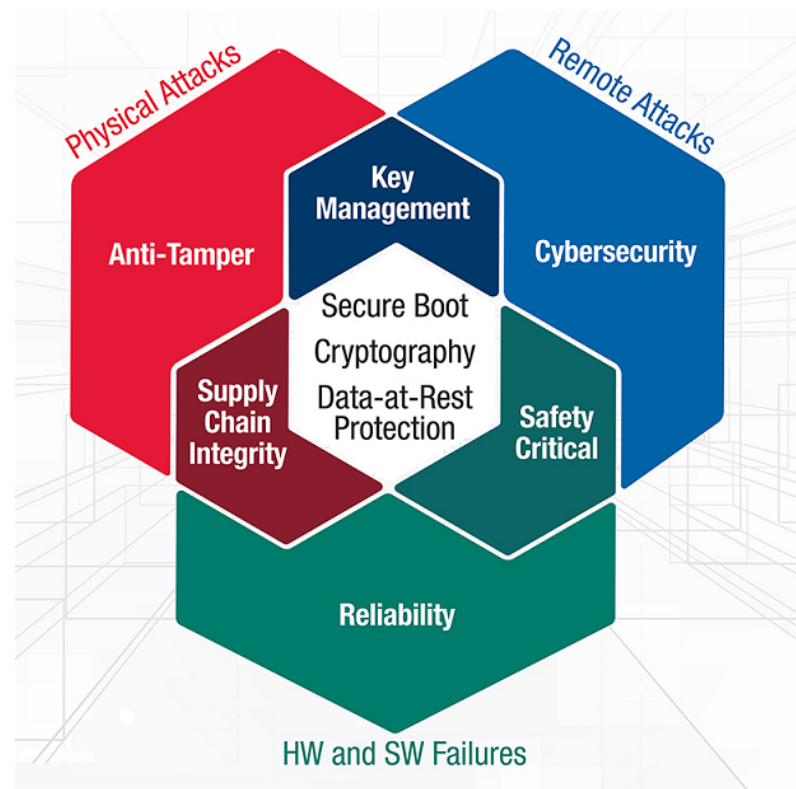 Physical Attacks
Remote Attacks
Key
Management
Anti-Tamper
Cybersecurity
Secure Boot
Cryptography
Data-at-Rest
Protection
Supply
Chain
Integrity
Safety
Critical
Reliability
HW and SW Failures